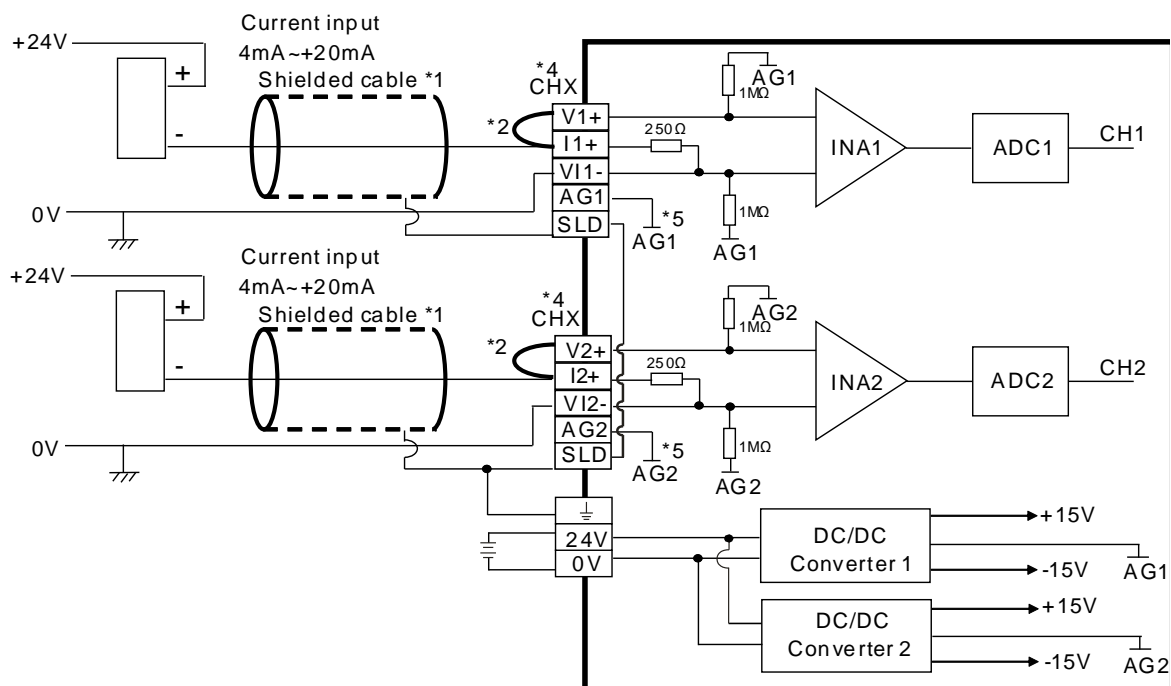 Current input
4mA~+20mA
Shielded cable *1
+24V
+
-
0V
*4
CHX
*2
V1+
I1+
VI1-
AG1
SLD
*5
AG1
250Ω
1MΩ
AG1
1MΩ
AG1
INA1
ADC1
CH1
Current input
4mA~+20mA
Shielded cable *1
+24V
+
-
0V
*4
CHX
*2
V2+
I2+
VI2-
AG2
SLD
*5
AG2
250Ω
1MΩ
AG2
1MΩ
AG2
INA2
ADC2
CH2
24V
0V
DC/DC
Converter 1
+15V
AG1
-15V
DC/DC
Converter 2
+15V
AG2
-15V